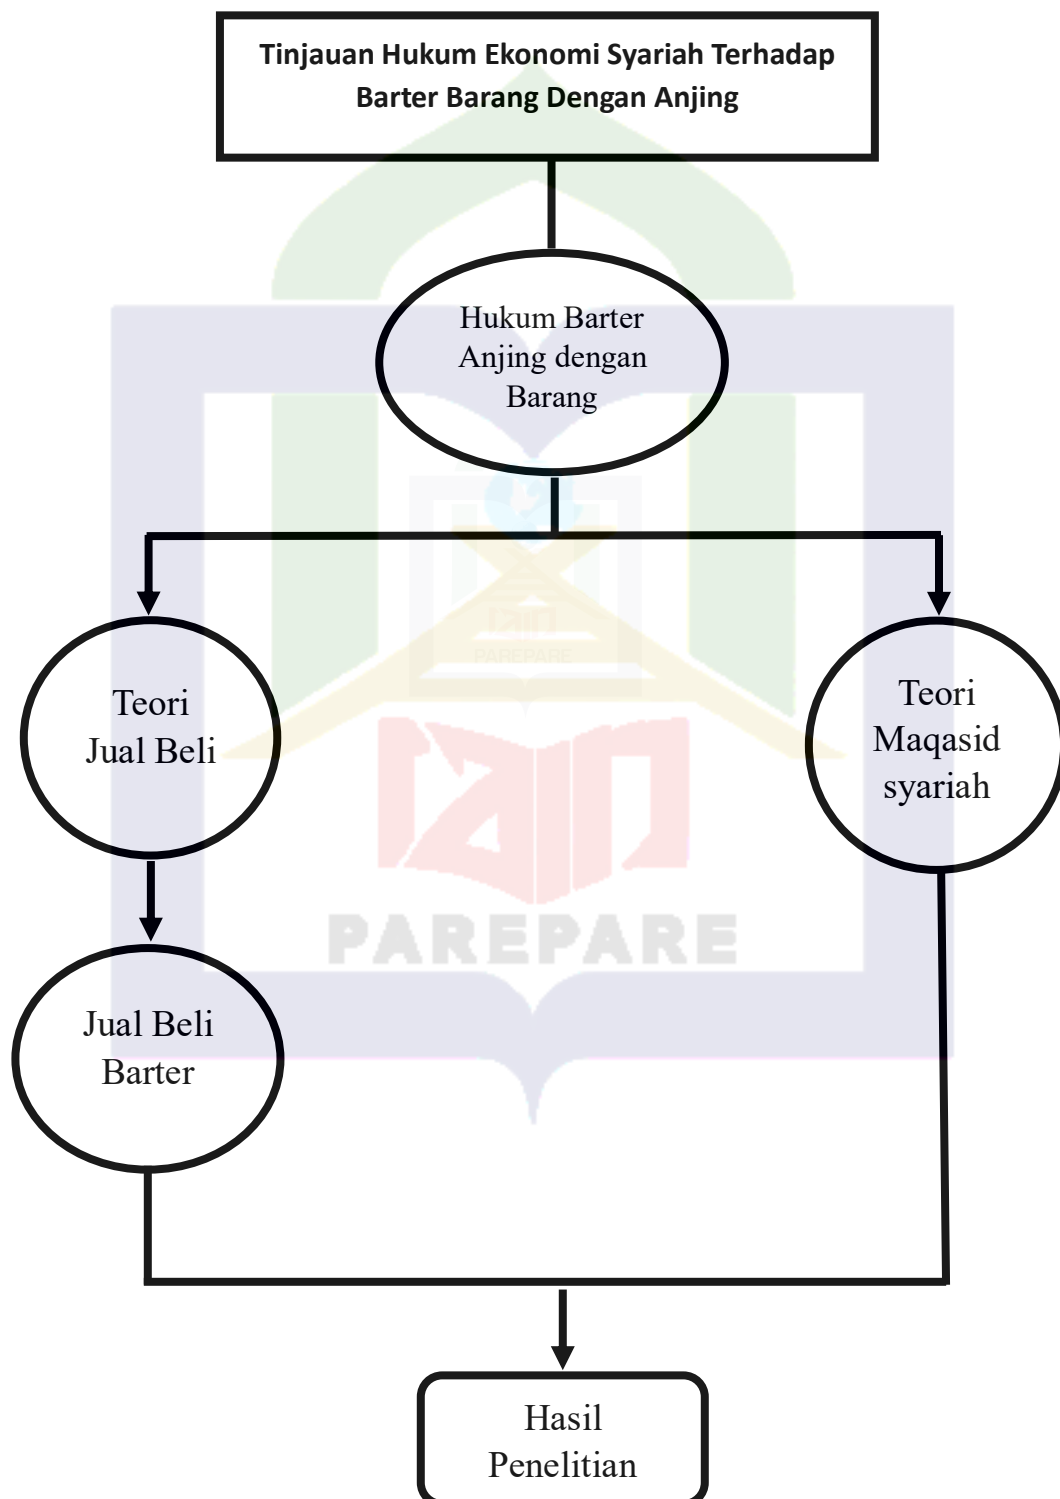 Tinjauan Hukum Ekonomi Syariah Terhadap
Barter Barang Dengan Anjing
Hukum Barter
Anjing dengan
Barang
PAREPARE
Teori
Jual Beli
Teori
Maqasid
syariah
PAREPARE
Jual Beli
Barter
Hasil
Penelitian